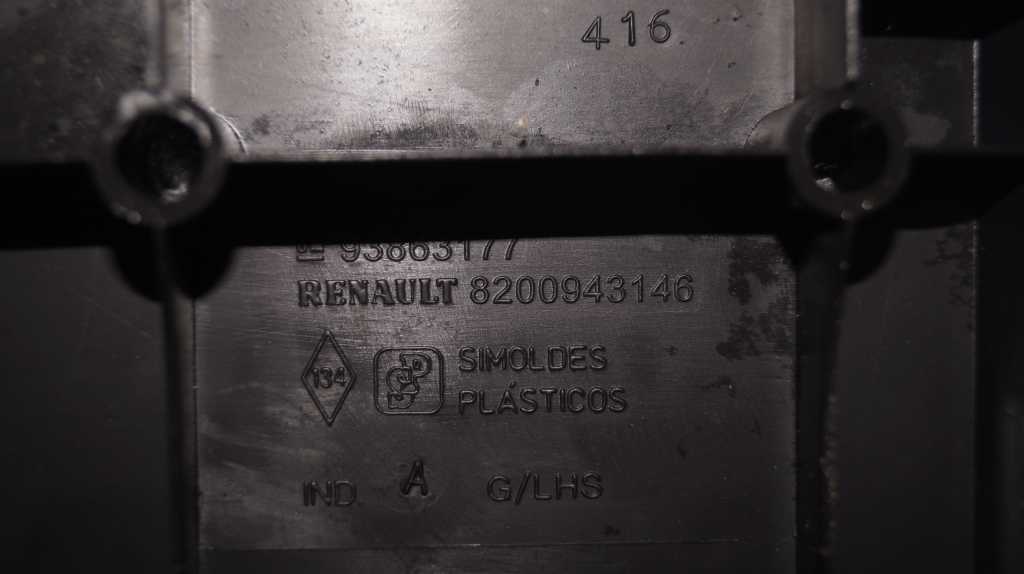 416
93863177
RENAULT 8200943146
134 SIMOLDES
PLÁSTICOS
IND. A G/LHS